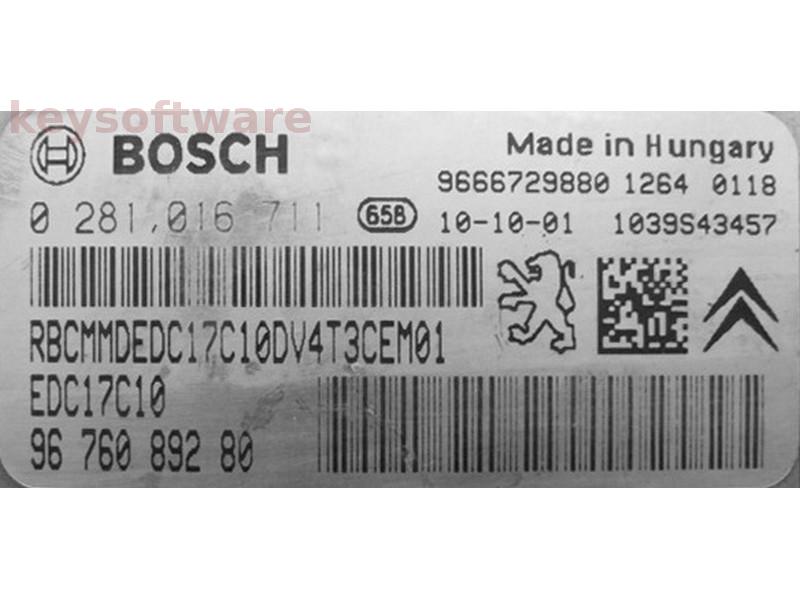 keysoftware
BOSCH
Made in Hungary
9666729880 1264 0118
0 281.016 711 65B 10-10-01 1039S43457
RBCMMDEDC17C10DV4T3CEM01
EDC17C10
96 760 892 80